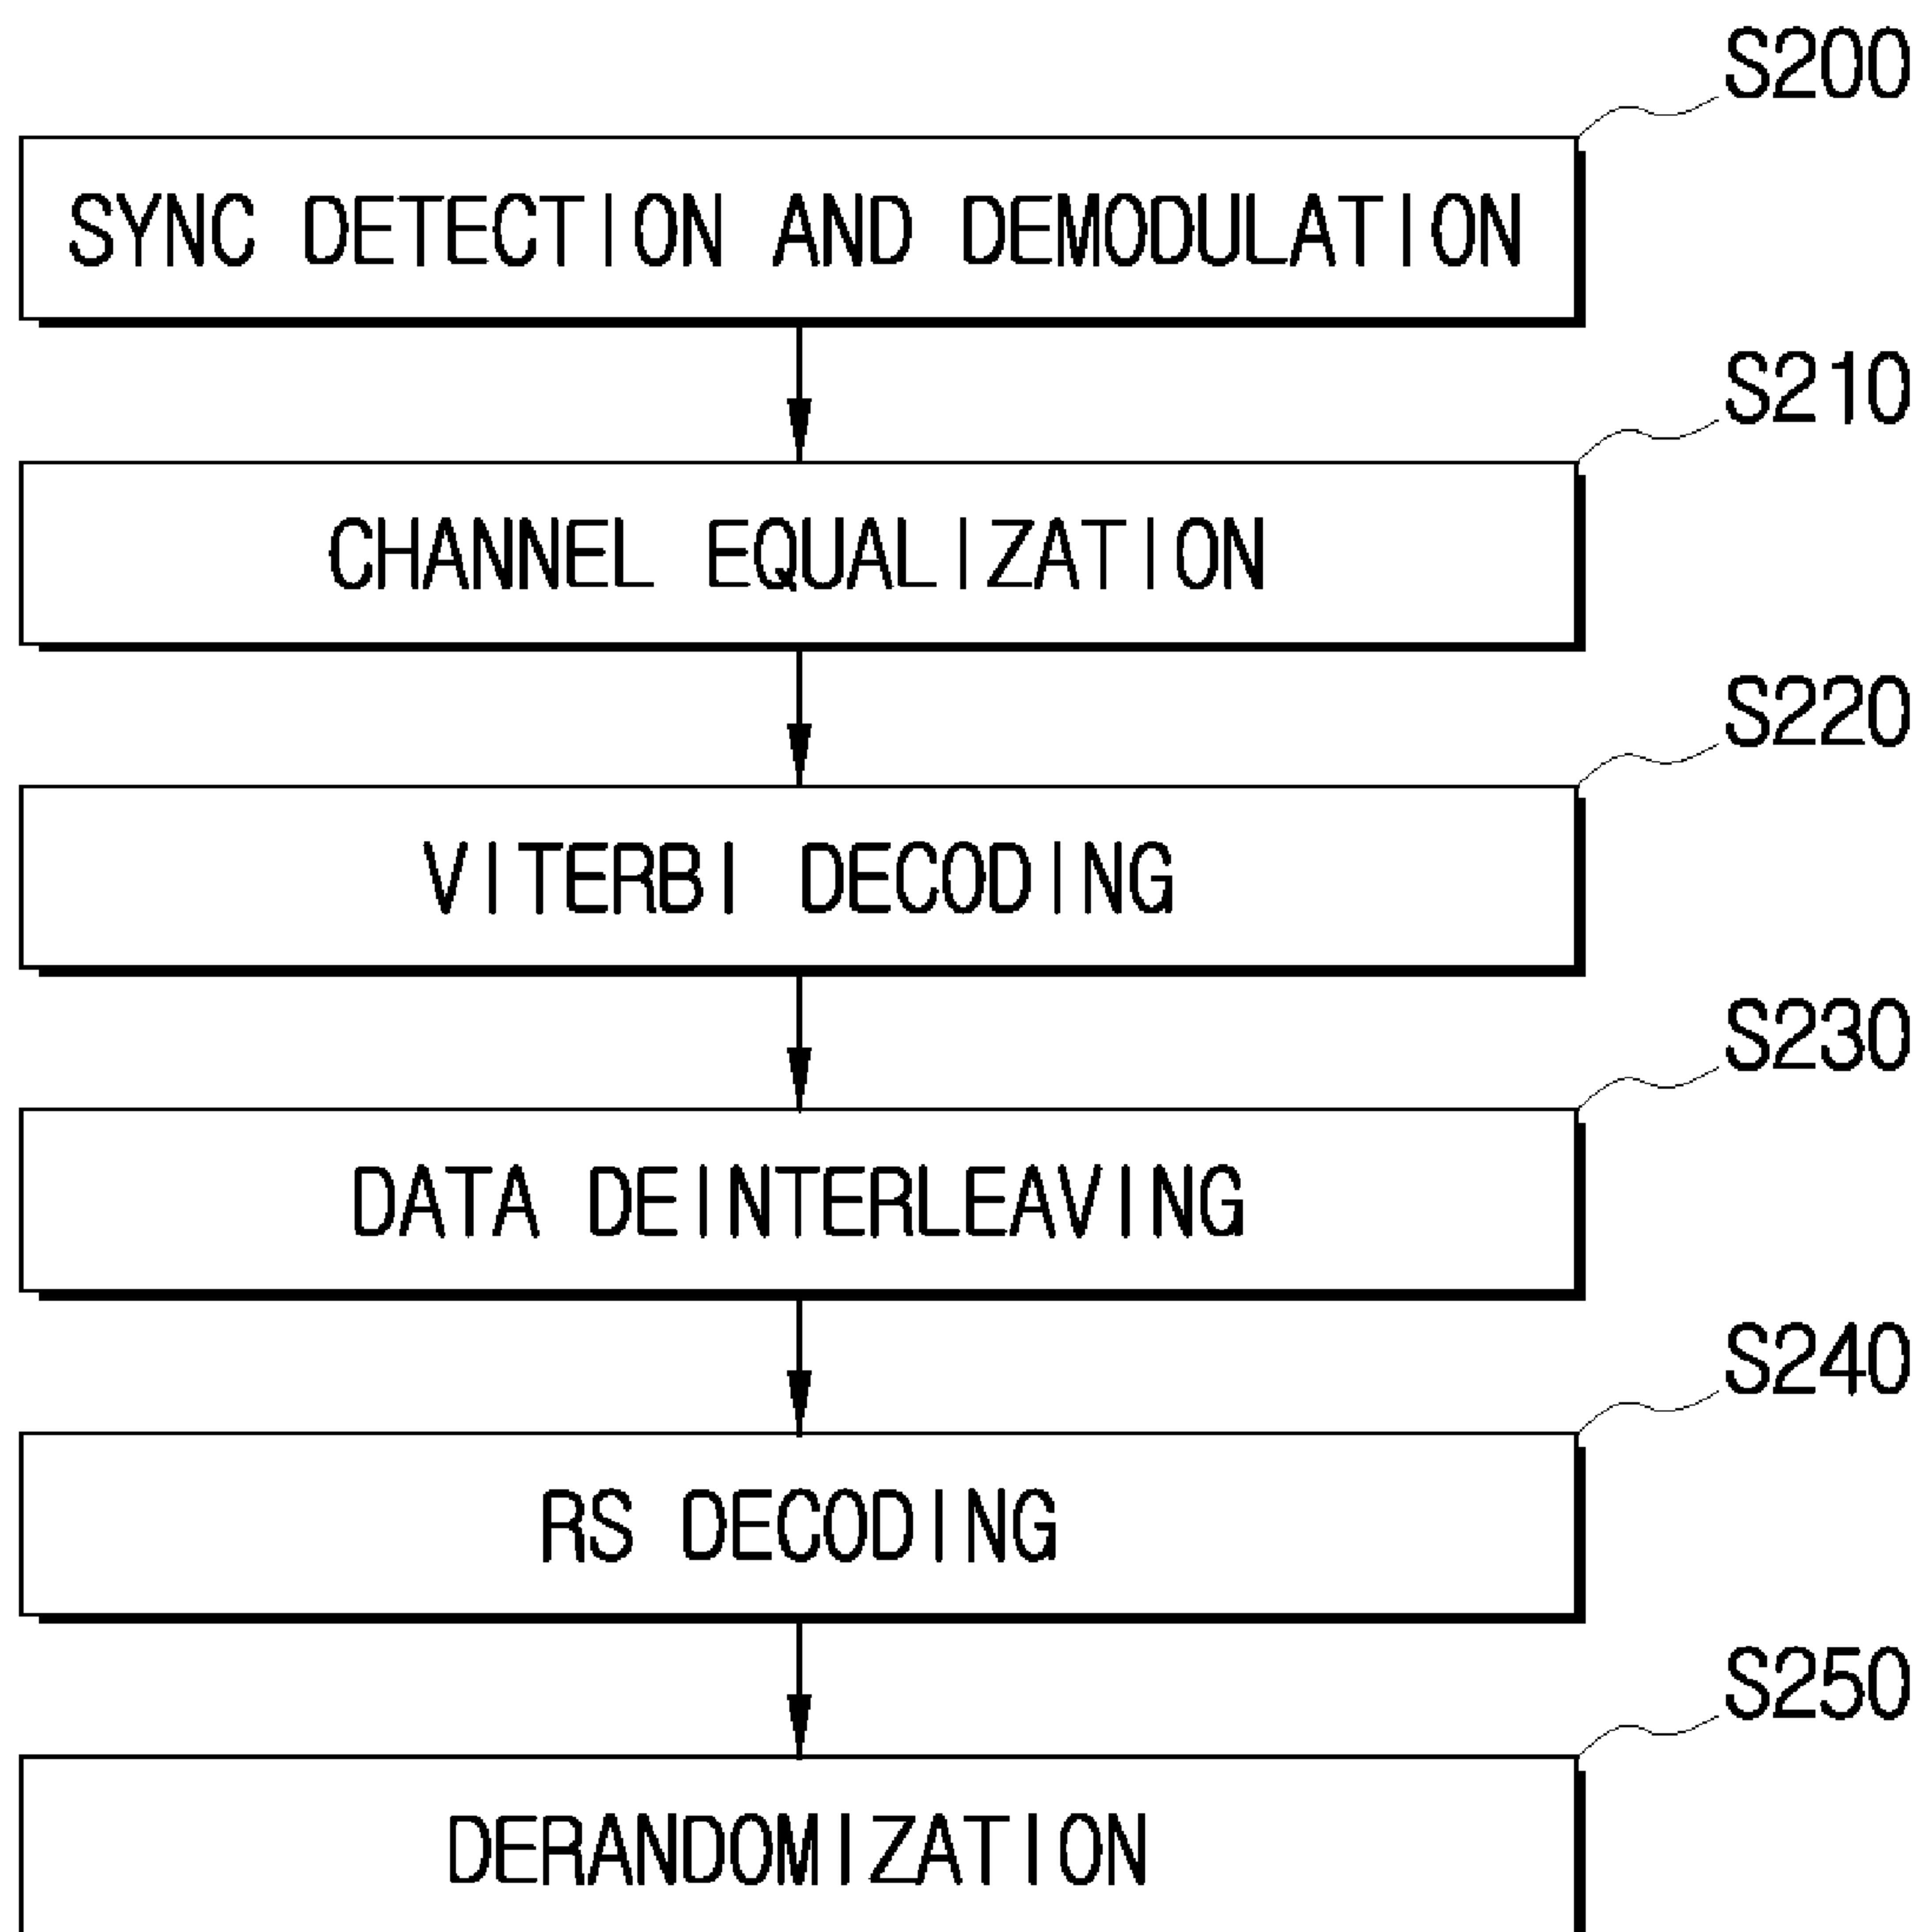 S200
SYNC DETECTION AND DEMODULATION
S210
CHANNEL EQUALIZATION
S220
VITERBI DECODING
S230
DATA DEINTERLEAVING
S240
RS DECODING
S250
DERANDOMIZATION